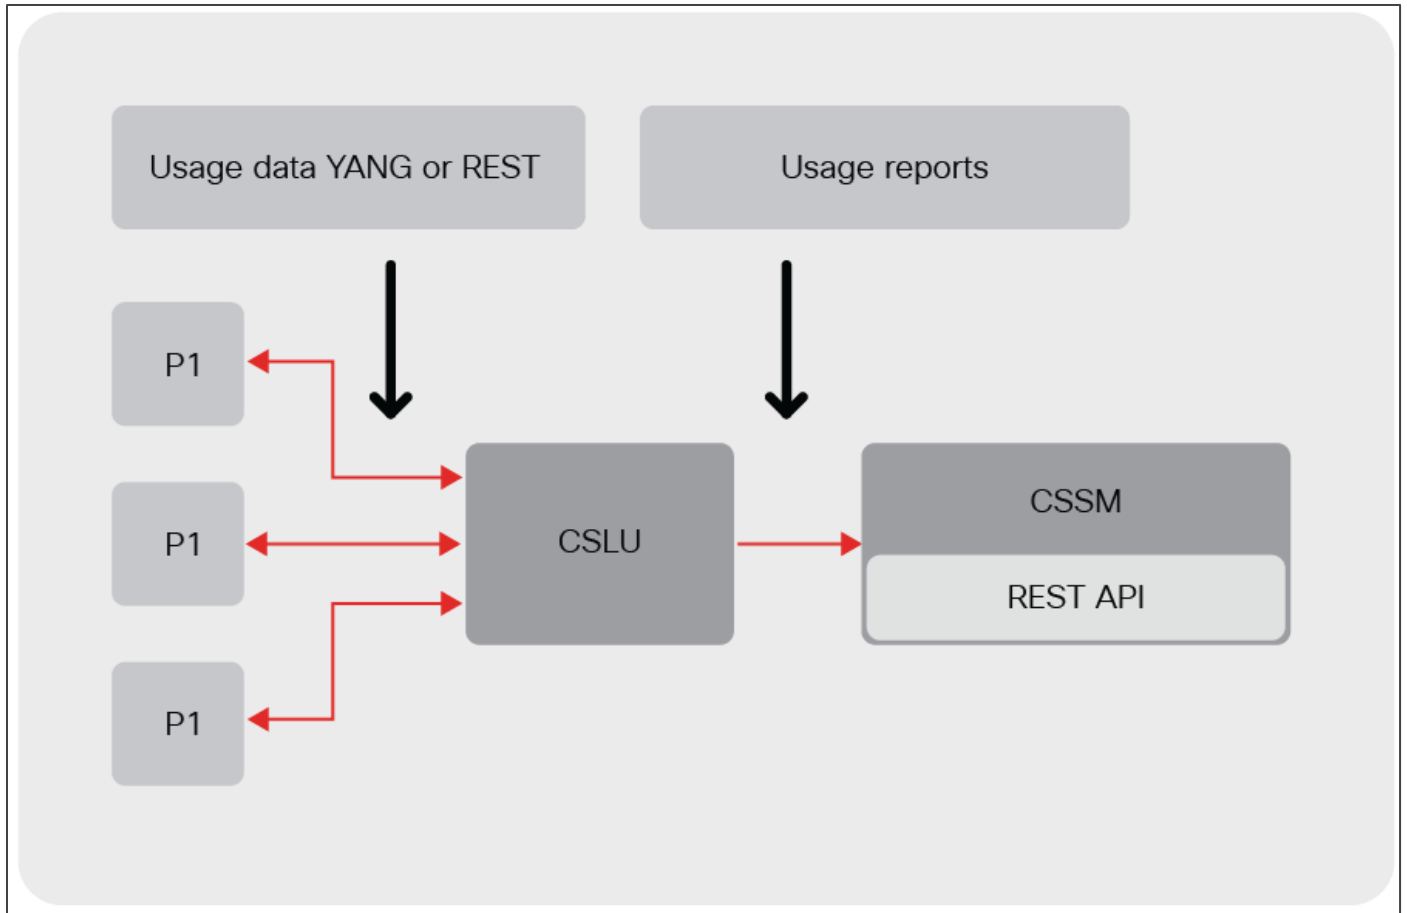 Usage data YANG or REST
Usage reports
P1
P1
P1
CSLU
CSSM
REST API